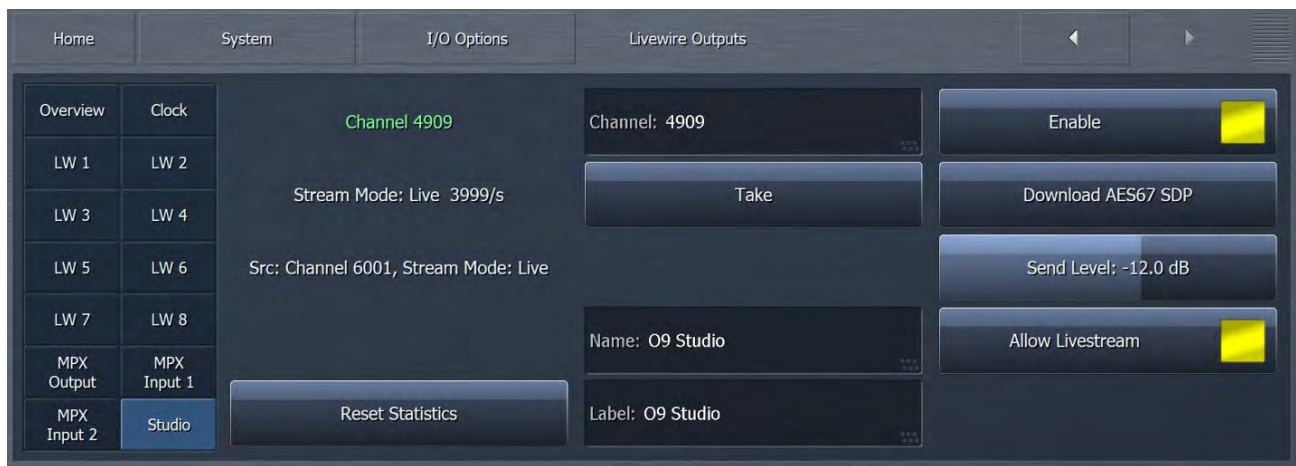 Home System I/O Options Livewire Outputs
Overview Clock
LW 1 LW 2
LW 3 LW 4
LW 5 LW 6
LW 7 LW 8
MPX Output MPX Input 1
MPX Input 2 Studio
Channel 4909
Stream Mode: Live 3999/s
Src: Channel 6001, Stream Mode: Live
Reset Statistics
Channel: 4909
Take
Name: O9 Studio
Label: O9 Studio
Enable
Download AES67 SDP
Send Level: -12.0 dB
Allow Livestream